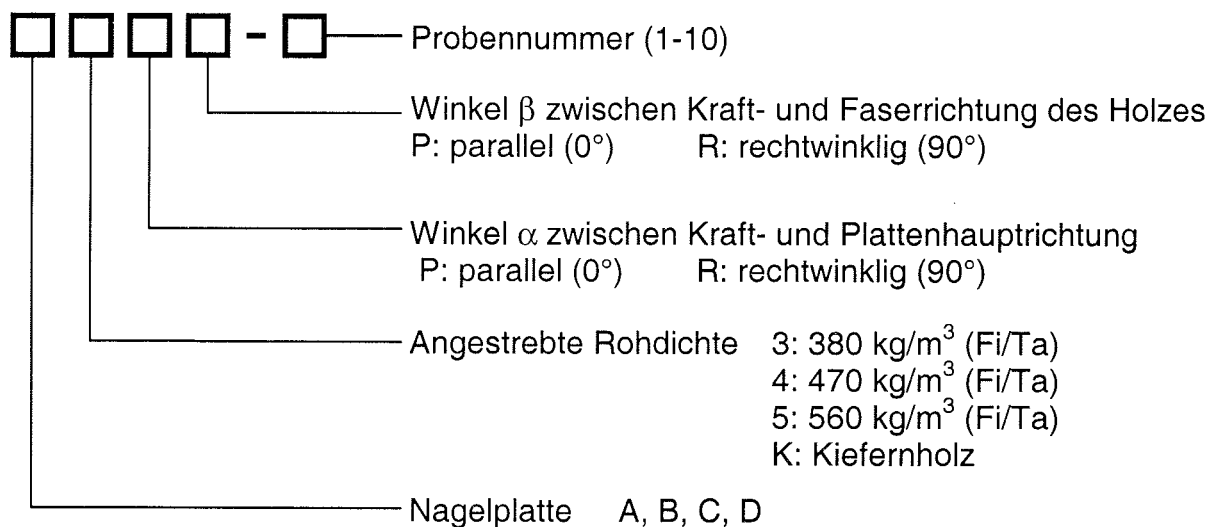 - Probennummer (1-10)
Winkel β zwischen Kraft- und Faserrichtung des Holzes
P: parallel (0°) R: rechtwinklig (90°)
Winkel α zwischen Kraft- und Plattenhauptrichtung
P: parallel (0°) R: rechtwinklig (90°)
Angestrebte Rohdichte 3: 380 kg/m³ (Fi/Ta)
4: 470 kg/m³ (Fi/Ta)
5: 560 kg/m³ (Fi/Ta)
K: Kiefernholz
Nagelplatte A, B, C, D